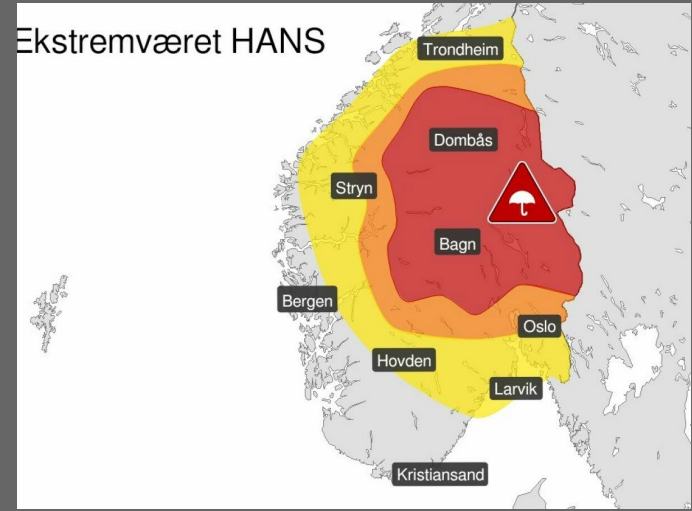 Ekstremværet HANS
Trondheim
Dombås
Stryn
Bagn
Bergen
Oslo
Hovden
Larvik
Kristiansand